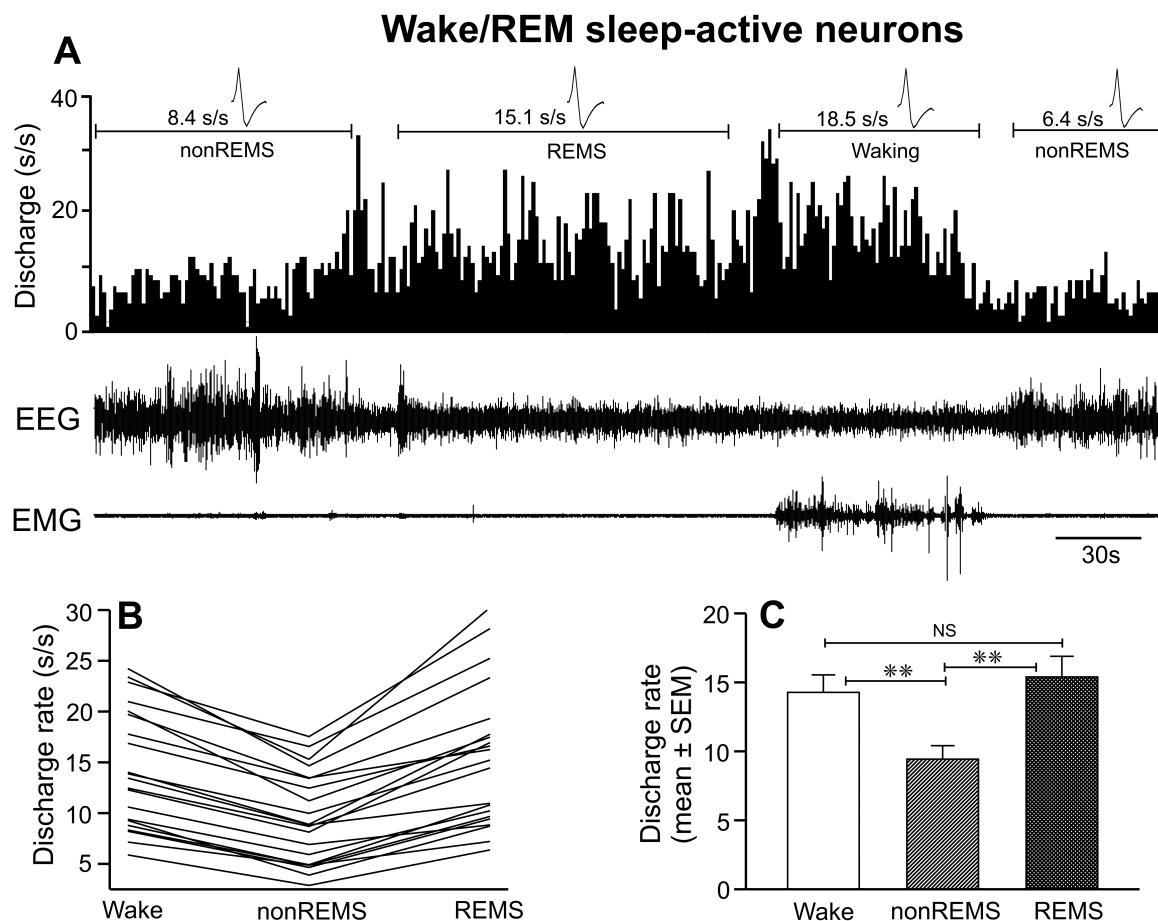 Wake/REM sleep-active neurons
A
8.4 s/s 15.1 s/s 18.5 s/s 6.4 s/s
nonREMS REMS Waking nonREMS
Discharge (s/s)
40
20
0
EEG
EMG
30s
B
Discharge rate (s/s)
30
25
20
15
10
5
Wake nonREMS REMS
C
Discharge rate
(mean ± SEM)
20
15
10
5
0
NS
** **
Wake nonREMS REMS